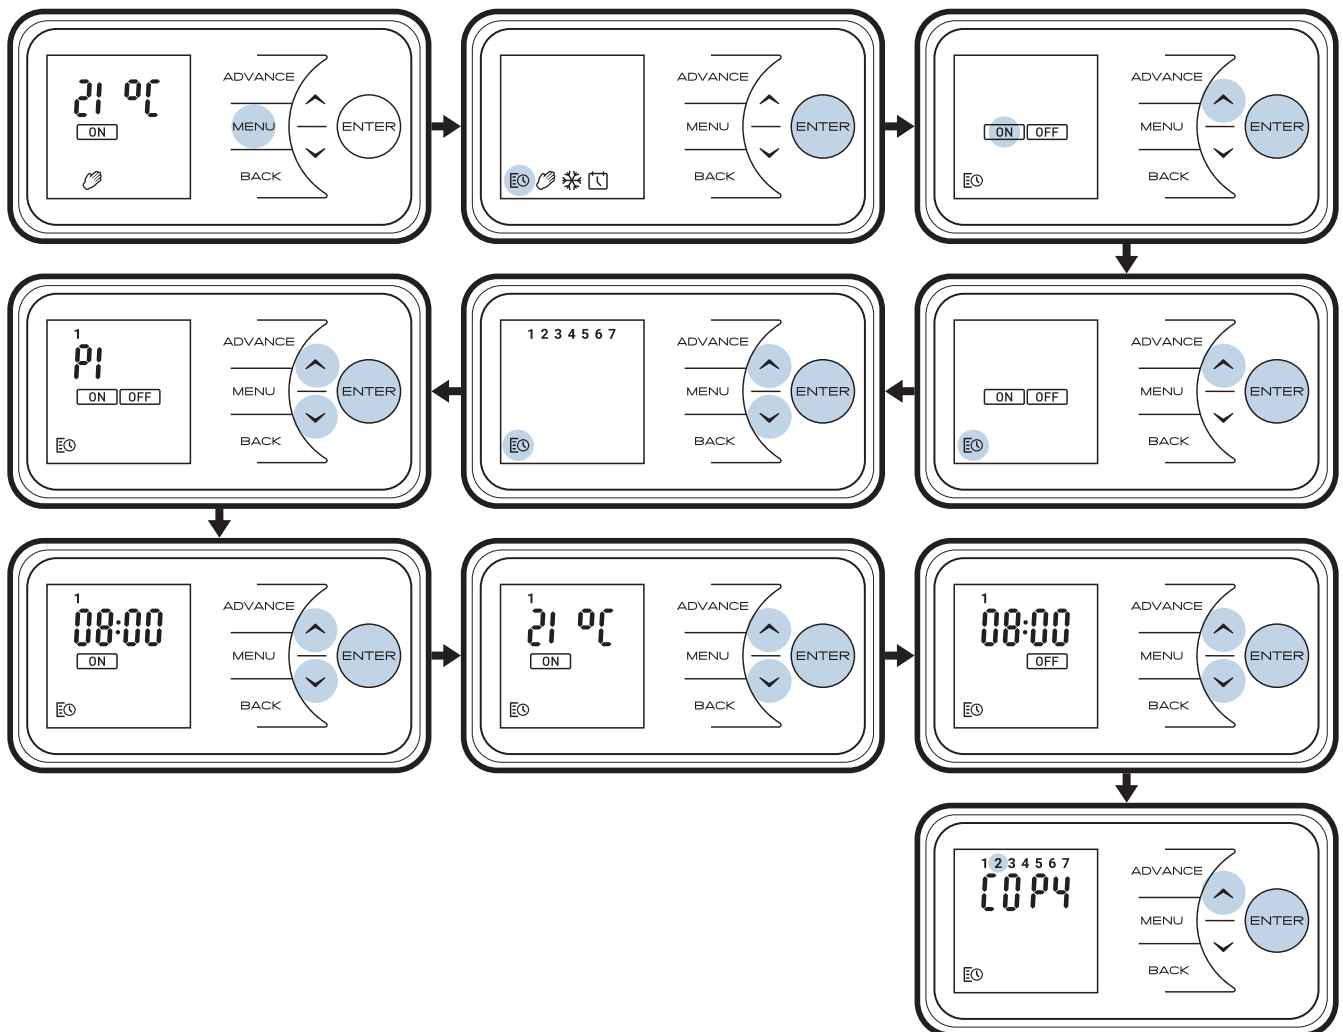 21 °C
ON
ADVANCE
MENU
BACK
ENTER
ADVANCE
MENU
BACK
ENTER
ON OFF
ADVANCE
MENU
BACK
ENTER
1
P1
ON OFF
ADVANCE
MENU
BACK
ENTER
1 2 3 4 5 6 7
ADVANCE
MENU
BACK
ENTER
ON OFF
ADVANCE
MENU
BACK
ENTER
1
08:00
ON
ADVANCE
MENU
BACK
ENTER
1
21 °C
ON
ADVANCE
MENU
BACK
ENTER
1
08:00
OFF
ADVANCE
MENU
BACK
ENTER
1 2 3 4 5 6 7
COPY
ADVANCE
MENU
BACK
ENTER